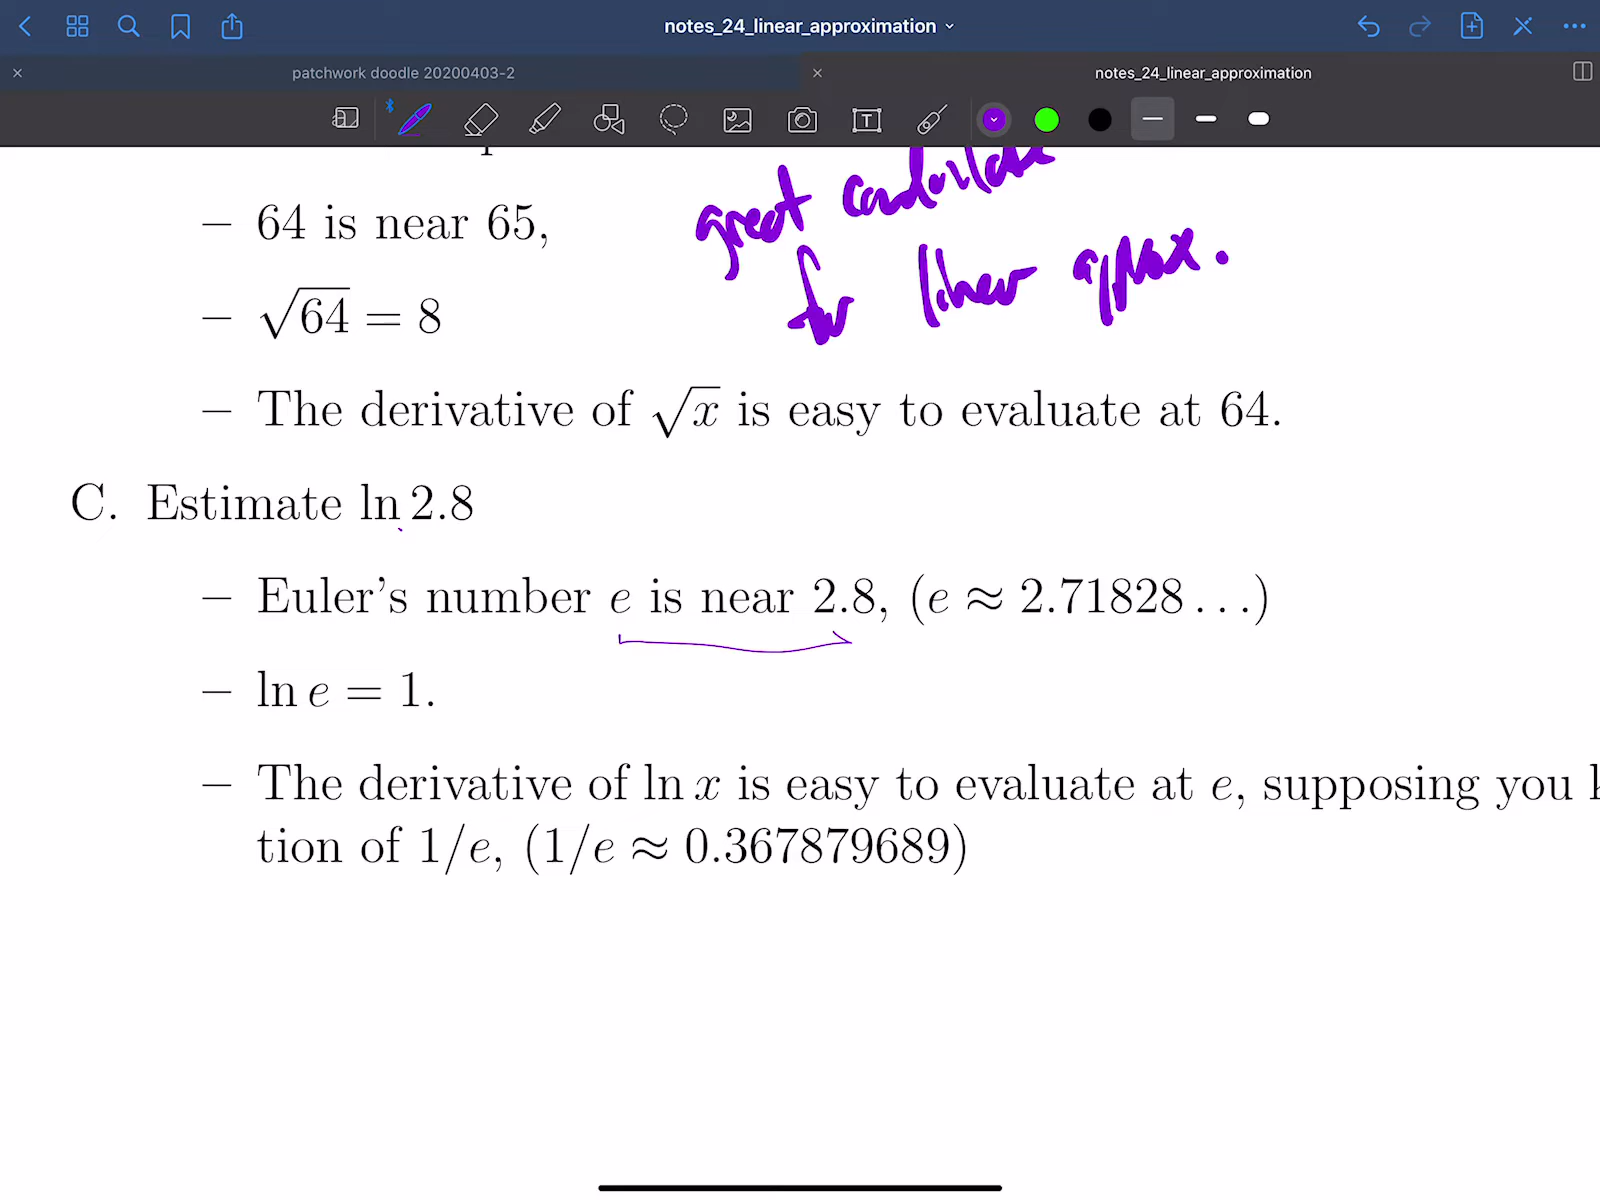 notes_24_linear_approximation
patchwork doodle 20200403-2
notes_24_linear_approximation
great candidate
for linear aprox.
– 64 is near 65,
– √64 = 8
– The derivative of √x is easy to evaluate at 64.
C. Estimate ln 2.8
– Euler's number e is near 2.8, (e ≈ 2.71828 . . .)
– ln e = 1.
– The derivative of ln x is easy to evaluate at e, supposing you
tion of 1/e, (1/e ≈ 0.367879689)